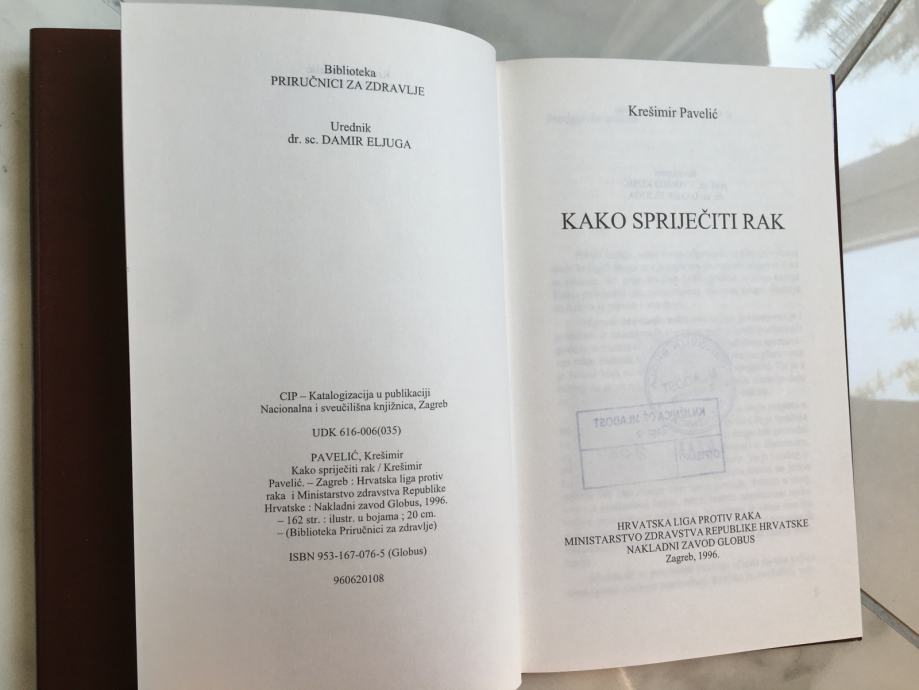 Biblioteka
PRIRUČNICI ZA ZDRAVLJE
Urednik
dr. sc. DAMIR ELJUGA
CIP – Katalogizacija u publikaciji
Nacionalna i sveučilišna knjižnica, Zagreb
UDK 616-006(035)
PAVELIĆ, Krešimir
Kako spriječiti rak / Krešimir
Pavelić. – Zagreb : Hrvatska liga protiv
raka i Ministarstvo zdravstva Republike
Hrvatske : Nakladni zavod Globus, 1996.
– 162 str. : ilustr. u bojama ; 20 cm.
– (Biblioteka Priručnici za zdravlje)
ISBN 953-167-076-5 (Globus)
960620108
Krešimir Pavelić
KAKO SPRIJEČITI RAK
KNJIŽNICA OŠ MLADOST
HRVATSKA LIGA PROTIV RAKA
MINISTARSTVO ZDRAVSTVA REPUBLIKE HRVATSKE
NAKLADNI ZAVOD GLOBUS
Zagreb, 1996.